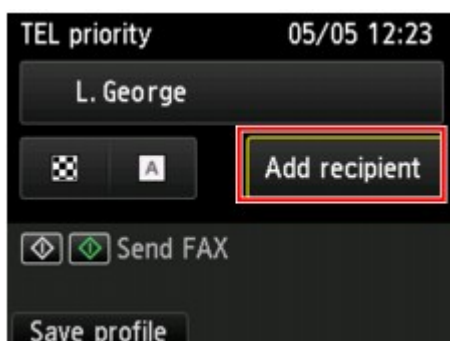 TEL priority 05/05 12:23
L. George
A Add recipient
Send FAX
Save profile